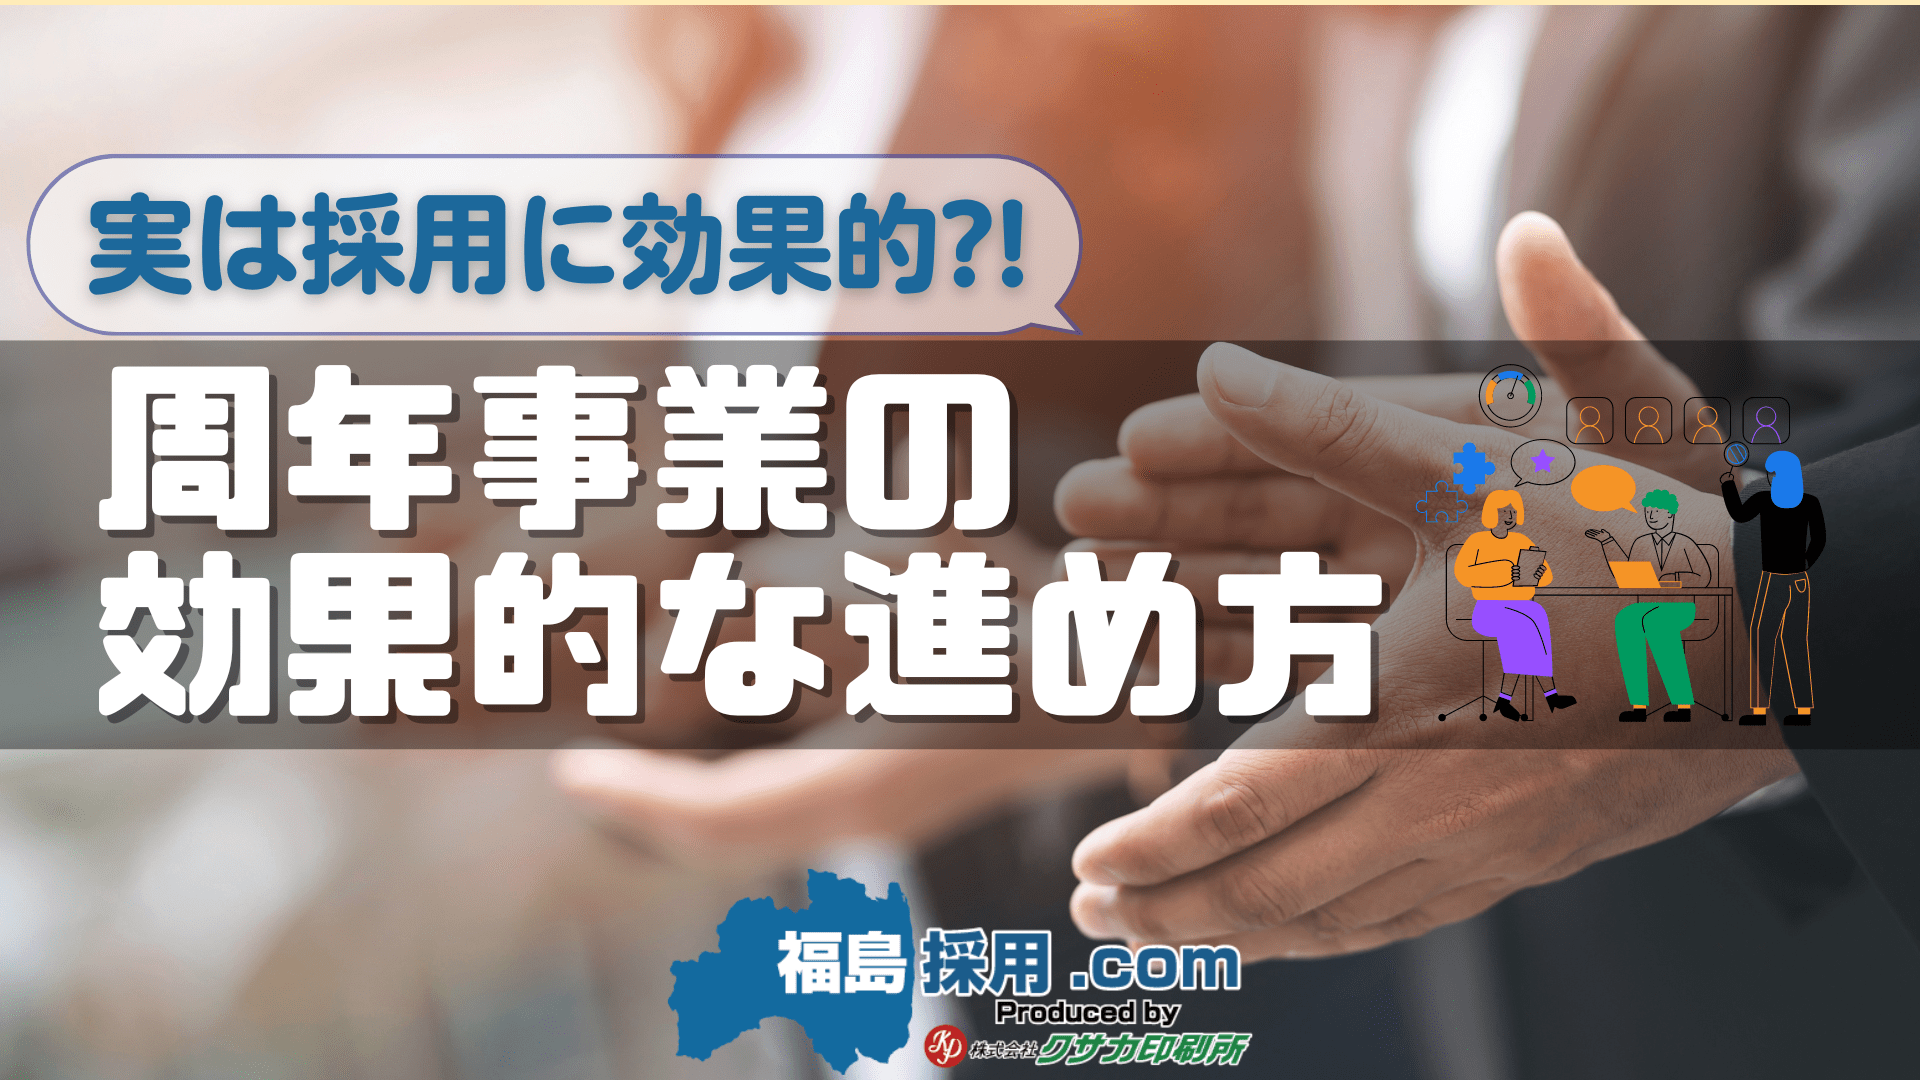 実は採用に効果的?!
周年事業の
効果的な進め方
福島採用.com
Produced by
KP 株式会社クサカ印刷所